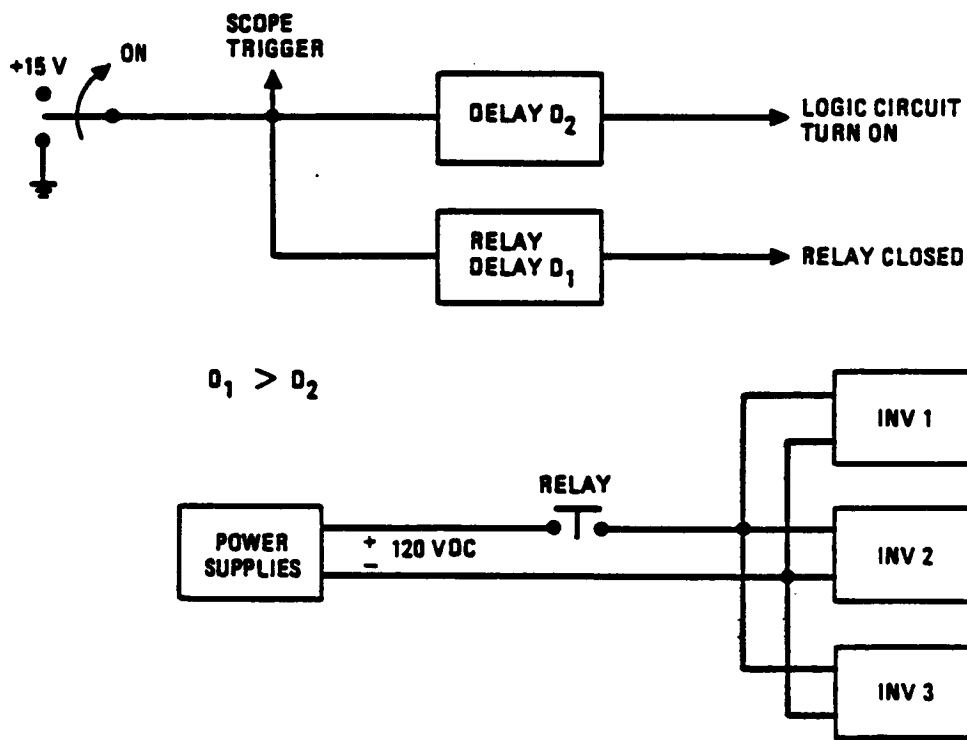 SCOPE
TRIGGER
+15 V
ON
DELAY D2
LOGIC CIRCUIT
TURN ON
RELAY
DELAY D1
RELAY CLOSED
D1 > D2
INV 1
RELAY
POWER
SUPPLIES
+ 120 VDC
-
INV 2
INV 3